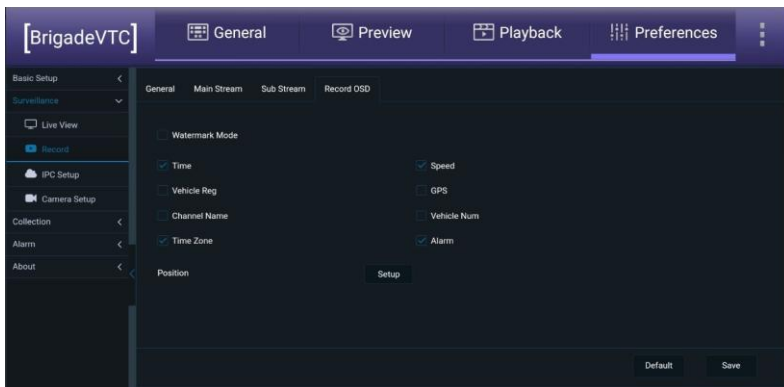 [BrigadeVTC]
General
Preview
Playback
Preferences
Basic Setup
Surveillance
Live View
Record
IPC Setup
Camera Setup
Collection
Alarm
About
General Main Stream Sub Stream Record OSD
Watermark Mode
Time Speed
Vehicle Reg GPS
Channel Name Vehicle Num
Time Zone Alarm
Position Setup
Default Save